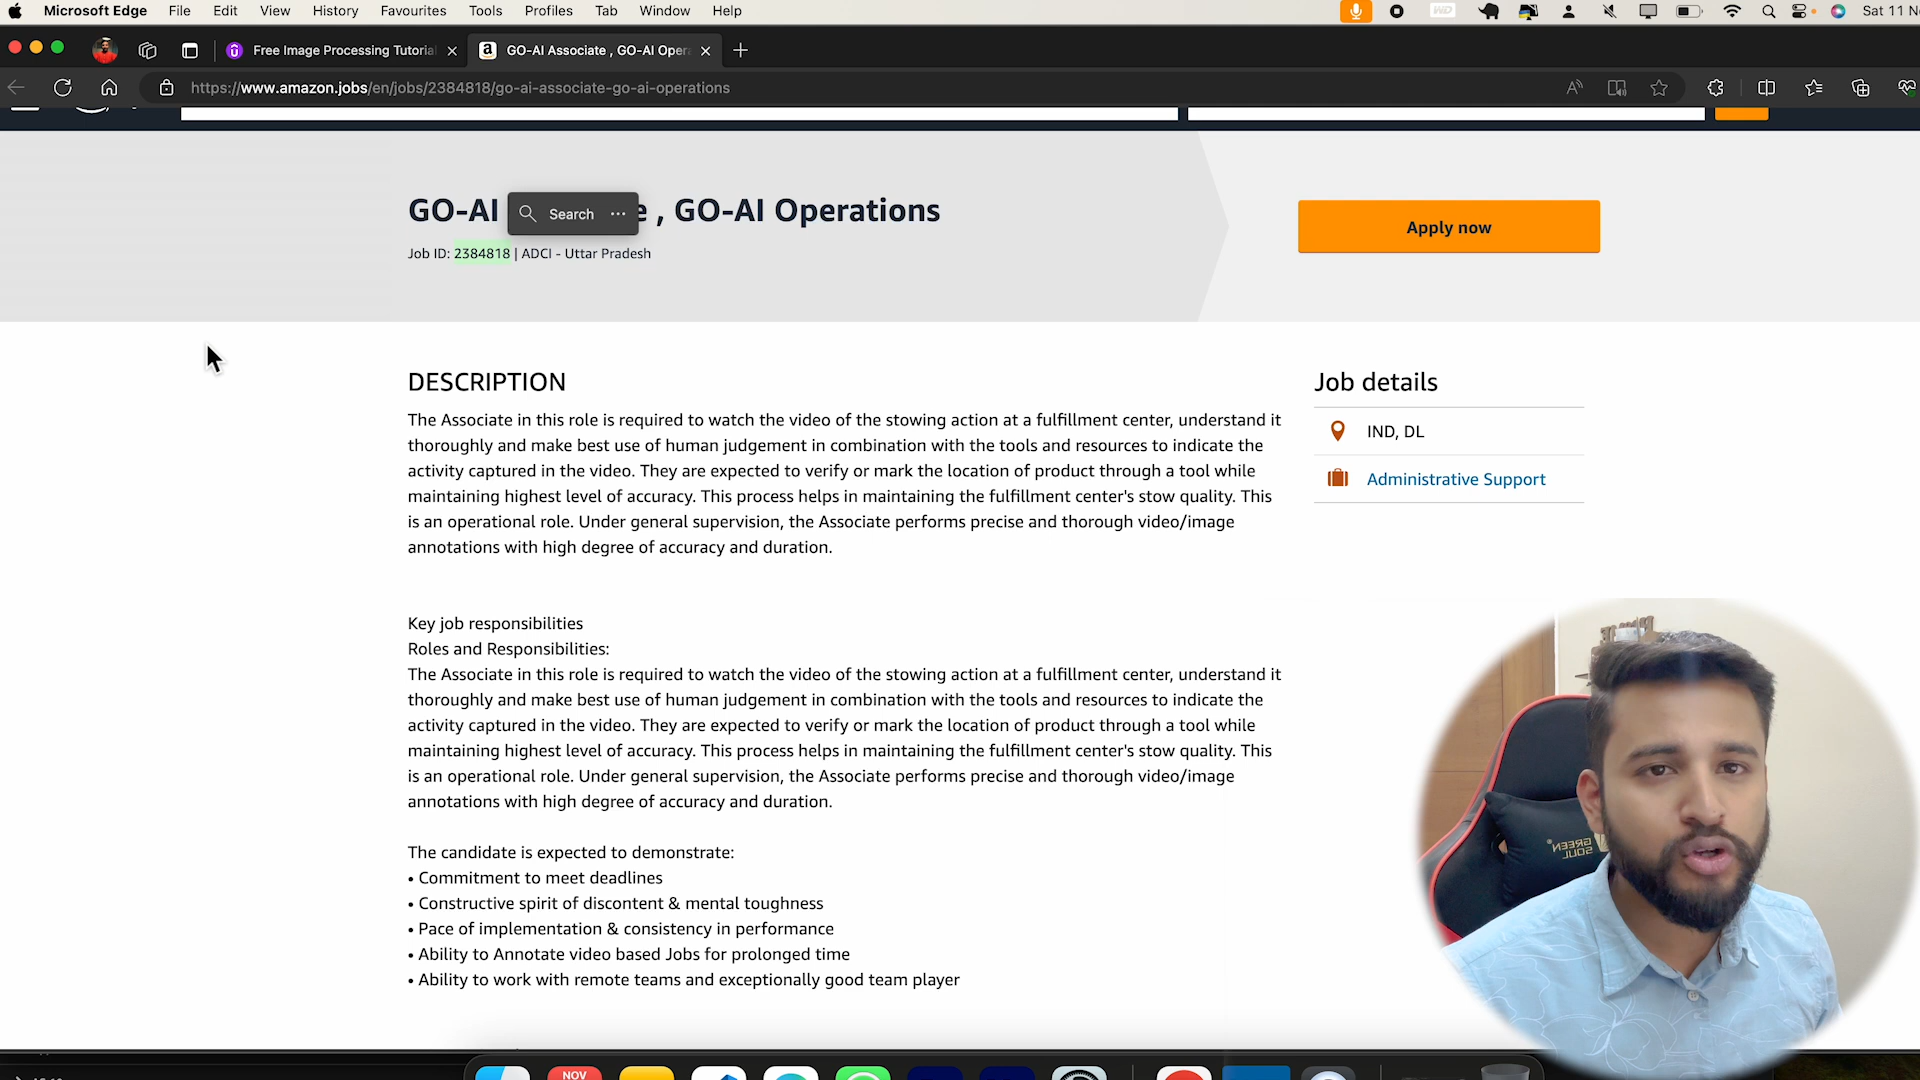 Microsoft Edge File Edit View History Favourites Tools Profiles Tab Window Help Sat 11
Free Image Processing Tutoria
GO-AI Associate , GO-AI Oper
https://www.amazon.jobs/en/jobs/2384818/go-ai-associate-go-ai-operations
GO-AI Search ··· e , GO-AI Operations
Apply now
Job ID: 2384818 | ADCI - Uttar Pradesh
DESCRIPTION
The Associate in this role is required to watch the video of the stowing action at a fulfillment center, understand it
thoroughly and make best use of human judgement in combination with the tools and resources to indicate the
activity captured in the video. They are expected to verify or mark the location of product through a tool while
maintaining highest level of accuracy. This process helps in maintaining the fulfillment center's stow quality. This
is an operational role. Under general supervision, the Associate performs precise and thorough video/image
annotations with high degree of accuracy and duration.
Job details
IND, DL
Administrative Support
Key job responsibilities
Roles and Responsibilities:
The Associate in this role is required to watch the video of the stowing action at a fulfillment center, understand it
thoroughly and make best use of human judgement in combination with the tools and resources to indicate the
activity captured in the video. They are expected to verify or mark the location of product through a tool while
maintaining highest level of accuracy. This process helps in maintaining the fulfillment center's stow quality. This
is an operational role. Under general supervision, the Associate performs precise and thorough video/image
annotations with high degree of accuracy and duration.
The candidate is expected to demonstrate:
• Commitment to meet deadlines
• Constructive spirit of discontent & mental toughness
• Pace of implementation & consistency in performance
• Ability to Annotate video based Jobs for prolonged time
• Ability to work with remote teams and exceptionally good team player
GREEN
SOUL
NOV